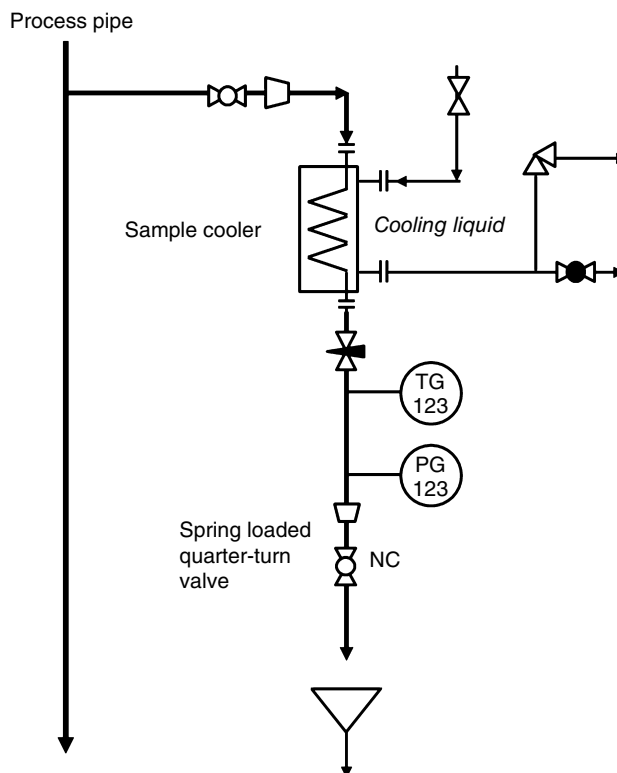 Process pipe
Sample cooler
Cooling liquid
TG
123
PG
123
Spring loaded
quarter-turn
valve
NC